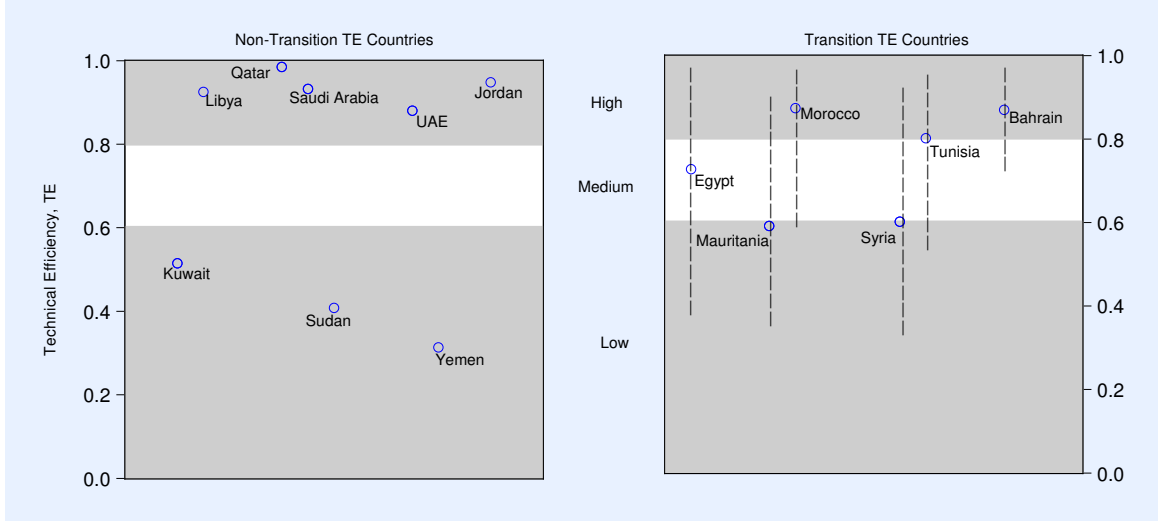 Non-Transition TE Countries
Technical Efficiency, TE
1.0
0.8
0.6
0.4
0.2
0.0
Qatar
Libya
Saudi Arabia
Jordan
UAE
Kuwait
Sudan
Yemen
High
Medium
Low
Transition TE Countries
Morocco
Bahrain
Tunisia
Egypt
Mauritania
Syria
1.0
0.8
0.6
0.4
0.2
0.0